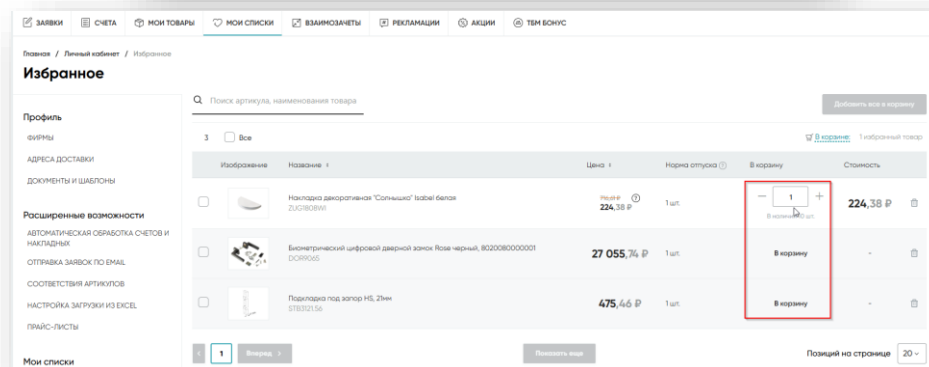 ЗАЯВКИ СЧЕТА МОИ ТОВАРЫ МОИ СПИСКИ ВЗАИМОЗАЧЕТЫ РЕКЛАМАЦИИ АКЦИИ ТБМ БОНУС
Главная / Личный кабинет / Избранное
Избранное
Поиск артикула, наименования товара
Добавить все в корзину
Профиль
ФИРМЫ
АДРЕСА ДОСТАВКИ
ДОКУМЕНТЫ И ШАБЛОНЫ
Расширенные возможности
АВТОМАТИЧЕСКАЯ ОБРАБОТКА СЧЕТОВ И
НАКЛАДНЫХ
ОТПРАВКА ЗАЯВОК ПО EMAIL
СООТВЕТСТВИЯ АРТИКУЛОВ
НАСТРОЙКА ЗАГРУЗКИ ИЗ EXCEL
ПРАЙС-ЛИСТЫ
Мои списки
3 Все
В корзине: 1 избранный товар
Изображение Название Цена Норма отпуска В корзину Стоимость
Накладка декоративная "Солнышко" Isabel белая
224,38 ₽ 1 шт. − 1 + 224,38 ₽
В наличии шт.
Биометрический цифровой дверной замок Rose черный, 8020080000001
DOR9065
27 055,74 ₽ 1 шт. В корзину -
Подкладка под запор HS, 21мм
STB3121.56
475,46 ₽ 1 шт. В корзину -
1 Вперед Показать еще Позиций на странице 20